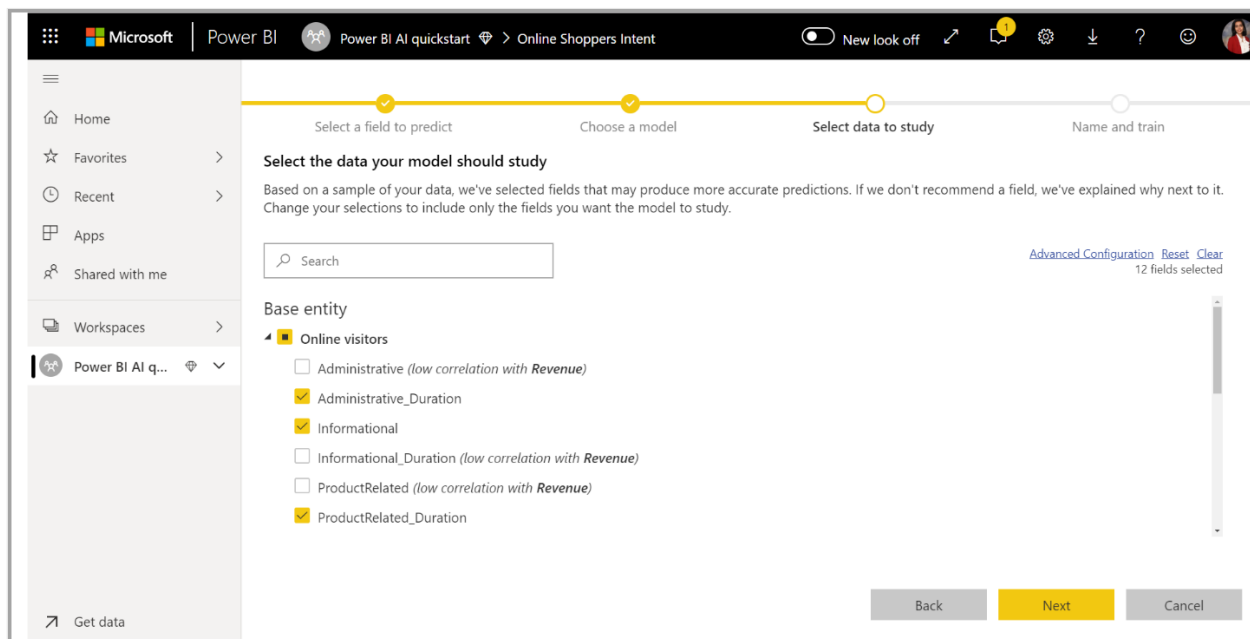 Microsoft Power BI Power BI AI quickstart > Online Shoppers Intent New look off 1 ?
Home
Favorites
Recent
Apps
Shared with me
Workspaces
Power BI AI q...
Get data
Select a field to predict Choose a model Select data to study Name and train
Select the data your model should study
Based on a sample of your data, we've selected fields that may produce more accurate predictions. If we don't recommend a field, we've explained why next to it.
Change your selections to include only the fields you want the model to study.
Search
Advanced Configuration Reset Clear
12 fields selected
Base entity
Online visitors
Administrative (low correlation with Revenue)
Administrative_Duration
Informational
Informational_Duration (low correlation with Revenue)
ProductRelated (low correlation with Revenue)
ProductRelated_Duration
Back Next Cancel